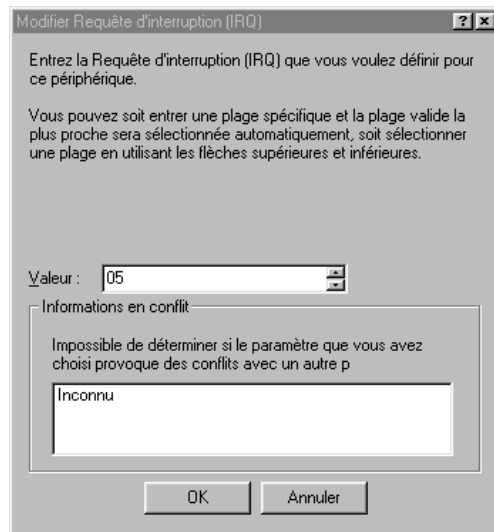 Modifier Requête d'interruption (IRQ)
Entrez la Requête d'interruption (IRQ) que vous voulez définir pour
ce périphérique.
Vous pouvez soit entrer une plage spécifique et la plage valide la
plus proche sera sélectionnée automatiquement, soit sélectionner
une plage en utilisant les flèches supérieures et inférieures.
Valeur : 05
Informations en conflit
Impossible de déterminer si le paramètre que vous avez
choisi provoque des conflits avec un autre p
Inconnu
OK Annuler